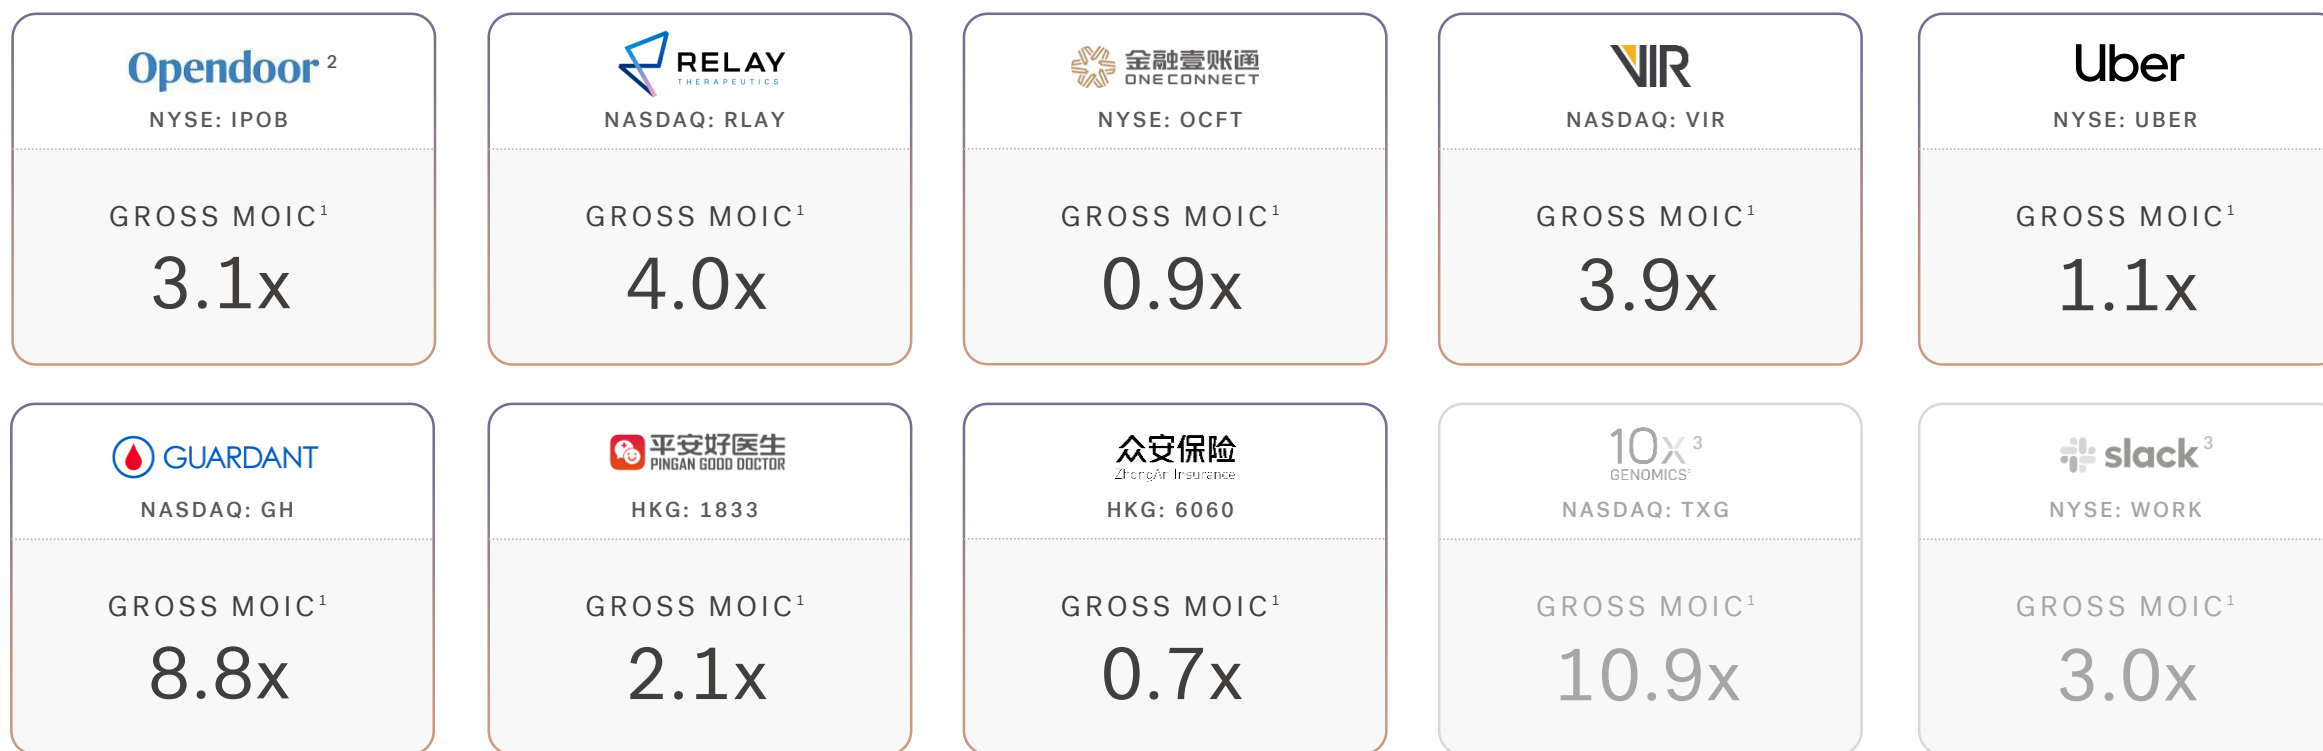 Opendoor 2
NYSE: IPOB
GROSS MOIC1
3.1x
RELAY
THERAPEUTICS
NASDAQ: RLAY
GROSS MOIC1
4.0x
金融壹账通
ONECONNECT
NYSE: OCFT
GROSS MOIC1
0.9x
VIR
NASDAQ: VIR
GROSS MOIC1
3.9x
Uber
NYSE: UBER
GROSS MOIC1
1.1x
GUARDANT
NASDAQ: GH
GROSS MOIC1
8.8x
平安好医生
PINGAN GOOD DOCTOR
HKG: 1833
GROSS MOIC1
2.1x
众安保险
ZhongAn Insurance
HKG: 6060
GROSS MOIC1
0.7x
10x 3
GENOMICS
NASDAQ: TXG
GROSS MOIC1
10.9x
slack 3
NYSE: WORK
GROSS MOIC1
3.0x